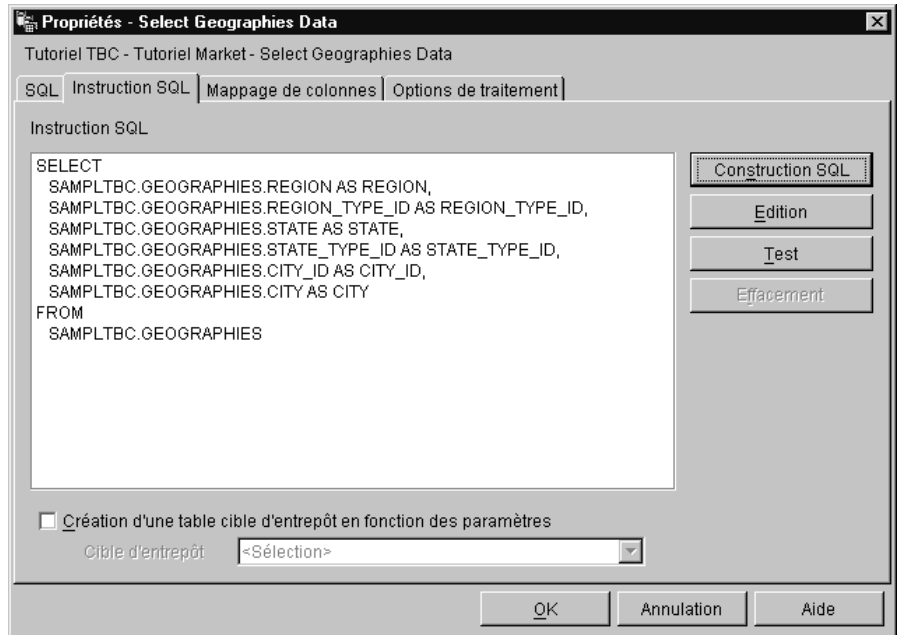 Propriétés - Select Geographies Data
Tutoriel TBC - Tutoriel Market - Select Geographies Data
SQL Instruction SQL Mappage de colonnes Options de traitement
Instruction SQL
SELECT
SAMPLTBC.GEOGRAPHIES.REGION AS REGION,
SAMPLTBC.GEOGRAPHIES.REGION_TYPE_ID AS REGION_TYPE_ID,
SAMPLTBC.GEOGRAPHIES.STATE AS STATE,
SAMPLTBC.GEOGRAPHIES.STATE_TYPE_ID AS STATE_TYPE_ID,
SAMPLTBC.GEOGRAPHIES.CITY_ID AS CITY_ID,
SAMPLTBC.GEOGRAPHIES.CITY AS CITY
FROM
SAMPLTBC.GEOGRAPHIES
Construction SQL
Edition
Test
Effacement
Création d'une table cible d'entrepôt en fonction des paramètres
Cible d'entrepôt <Sélection>
OK Annulation Aide